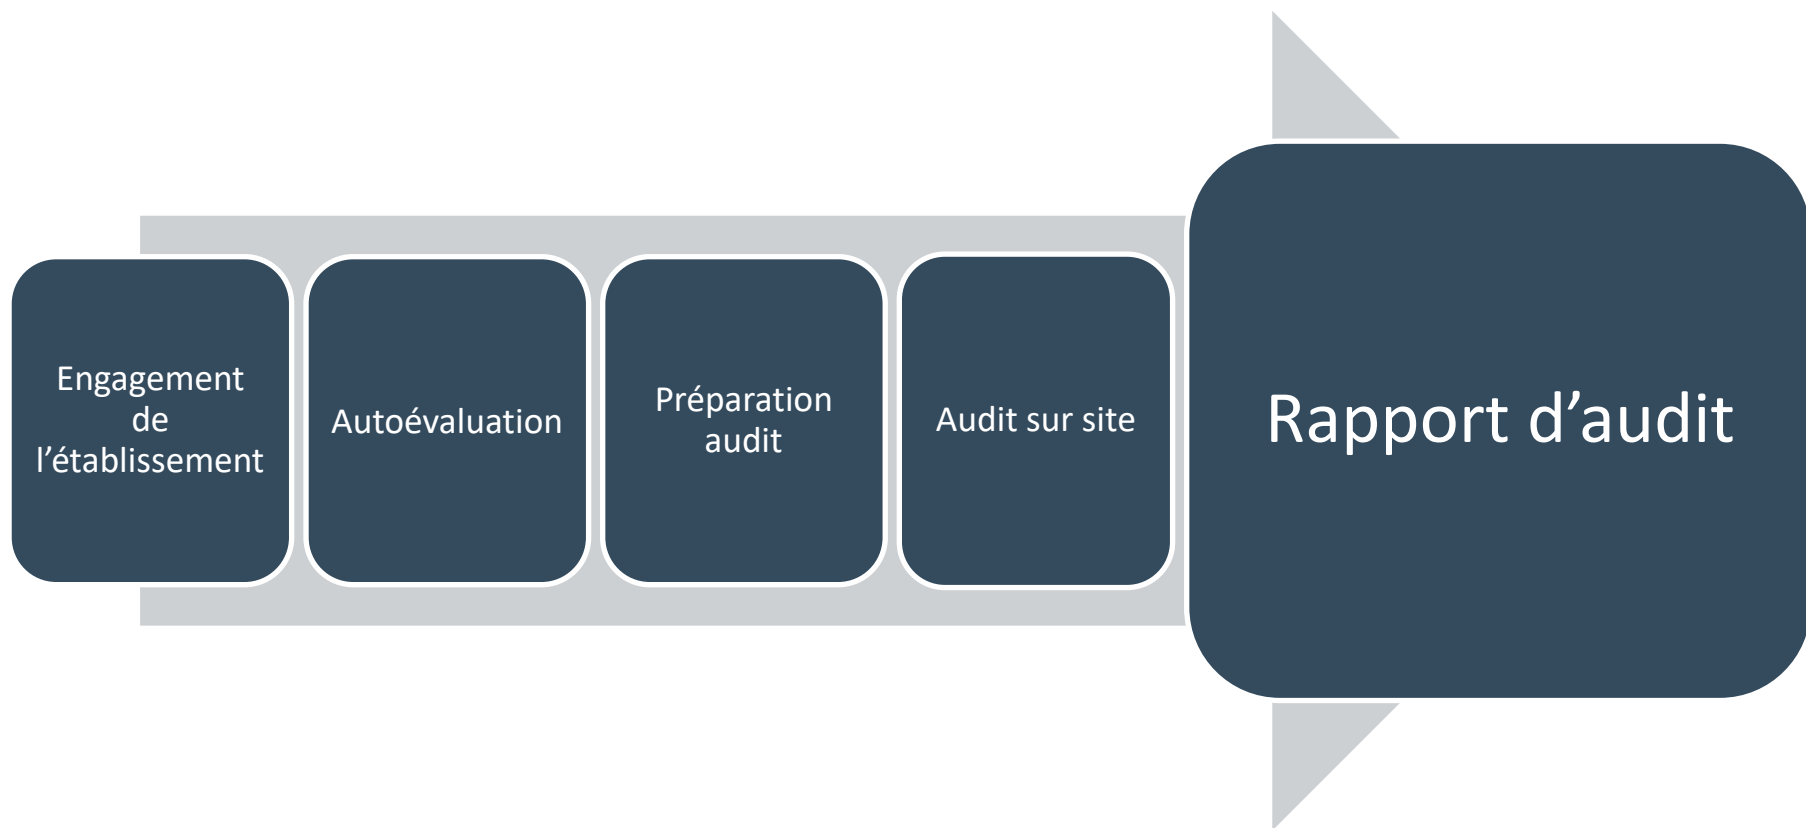 Engagement
de
l’établissement
Autoévaluation
Préparation
audit
Audit sur site
Rapport d’audit